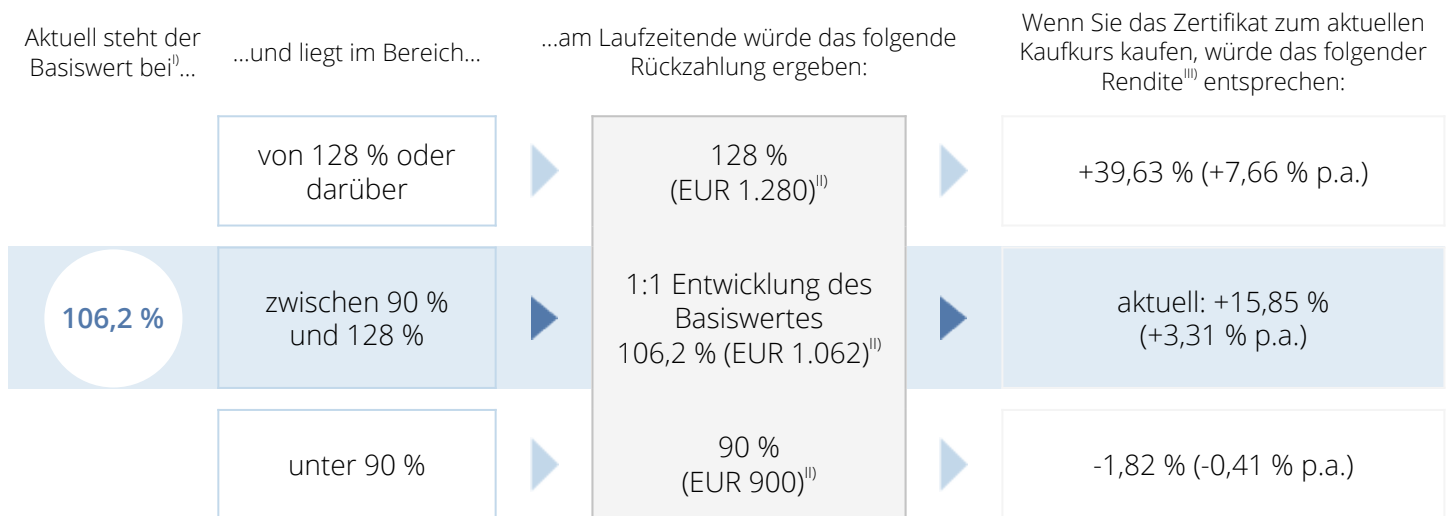 Aktuell steht der
Basiswert bei^I)...
...und liegt im Bereich...
...am Laufzeitende würde das folgende
Rückzahlung ergeben:
Wenn Sie das Zertifikat zum aktuellen
Kaufkurs kaufen, würde das folgender
Rendite^III) entsprechen:
von 128 % oder
darüber
128 %
(EUR 1.280)^II)
+39,63 % (+7,66 % p.a.)
106,2 %
zwischen 90 %
und 128 %
1:1 Entwicklung des
Basiswertes
106,2 % (EUR 1.062)^II)
aktuell: +15,85 %
(+3,31 % p.a.)
unter 90 %
90 %
(EUR 900)^II)
-1,82 % (-0,41 % p.a.)